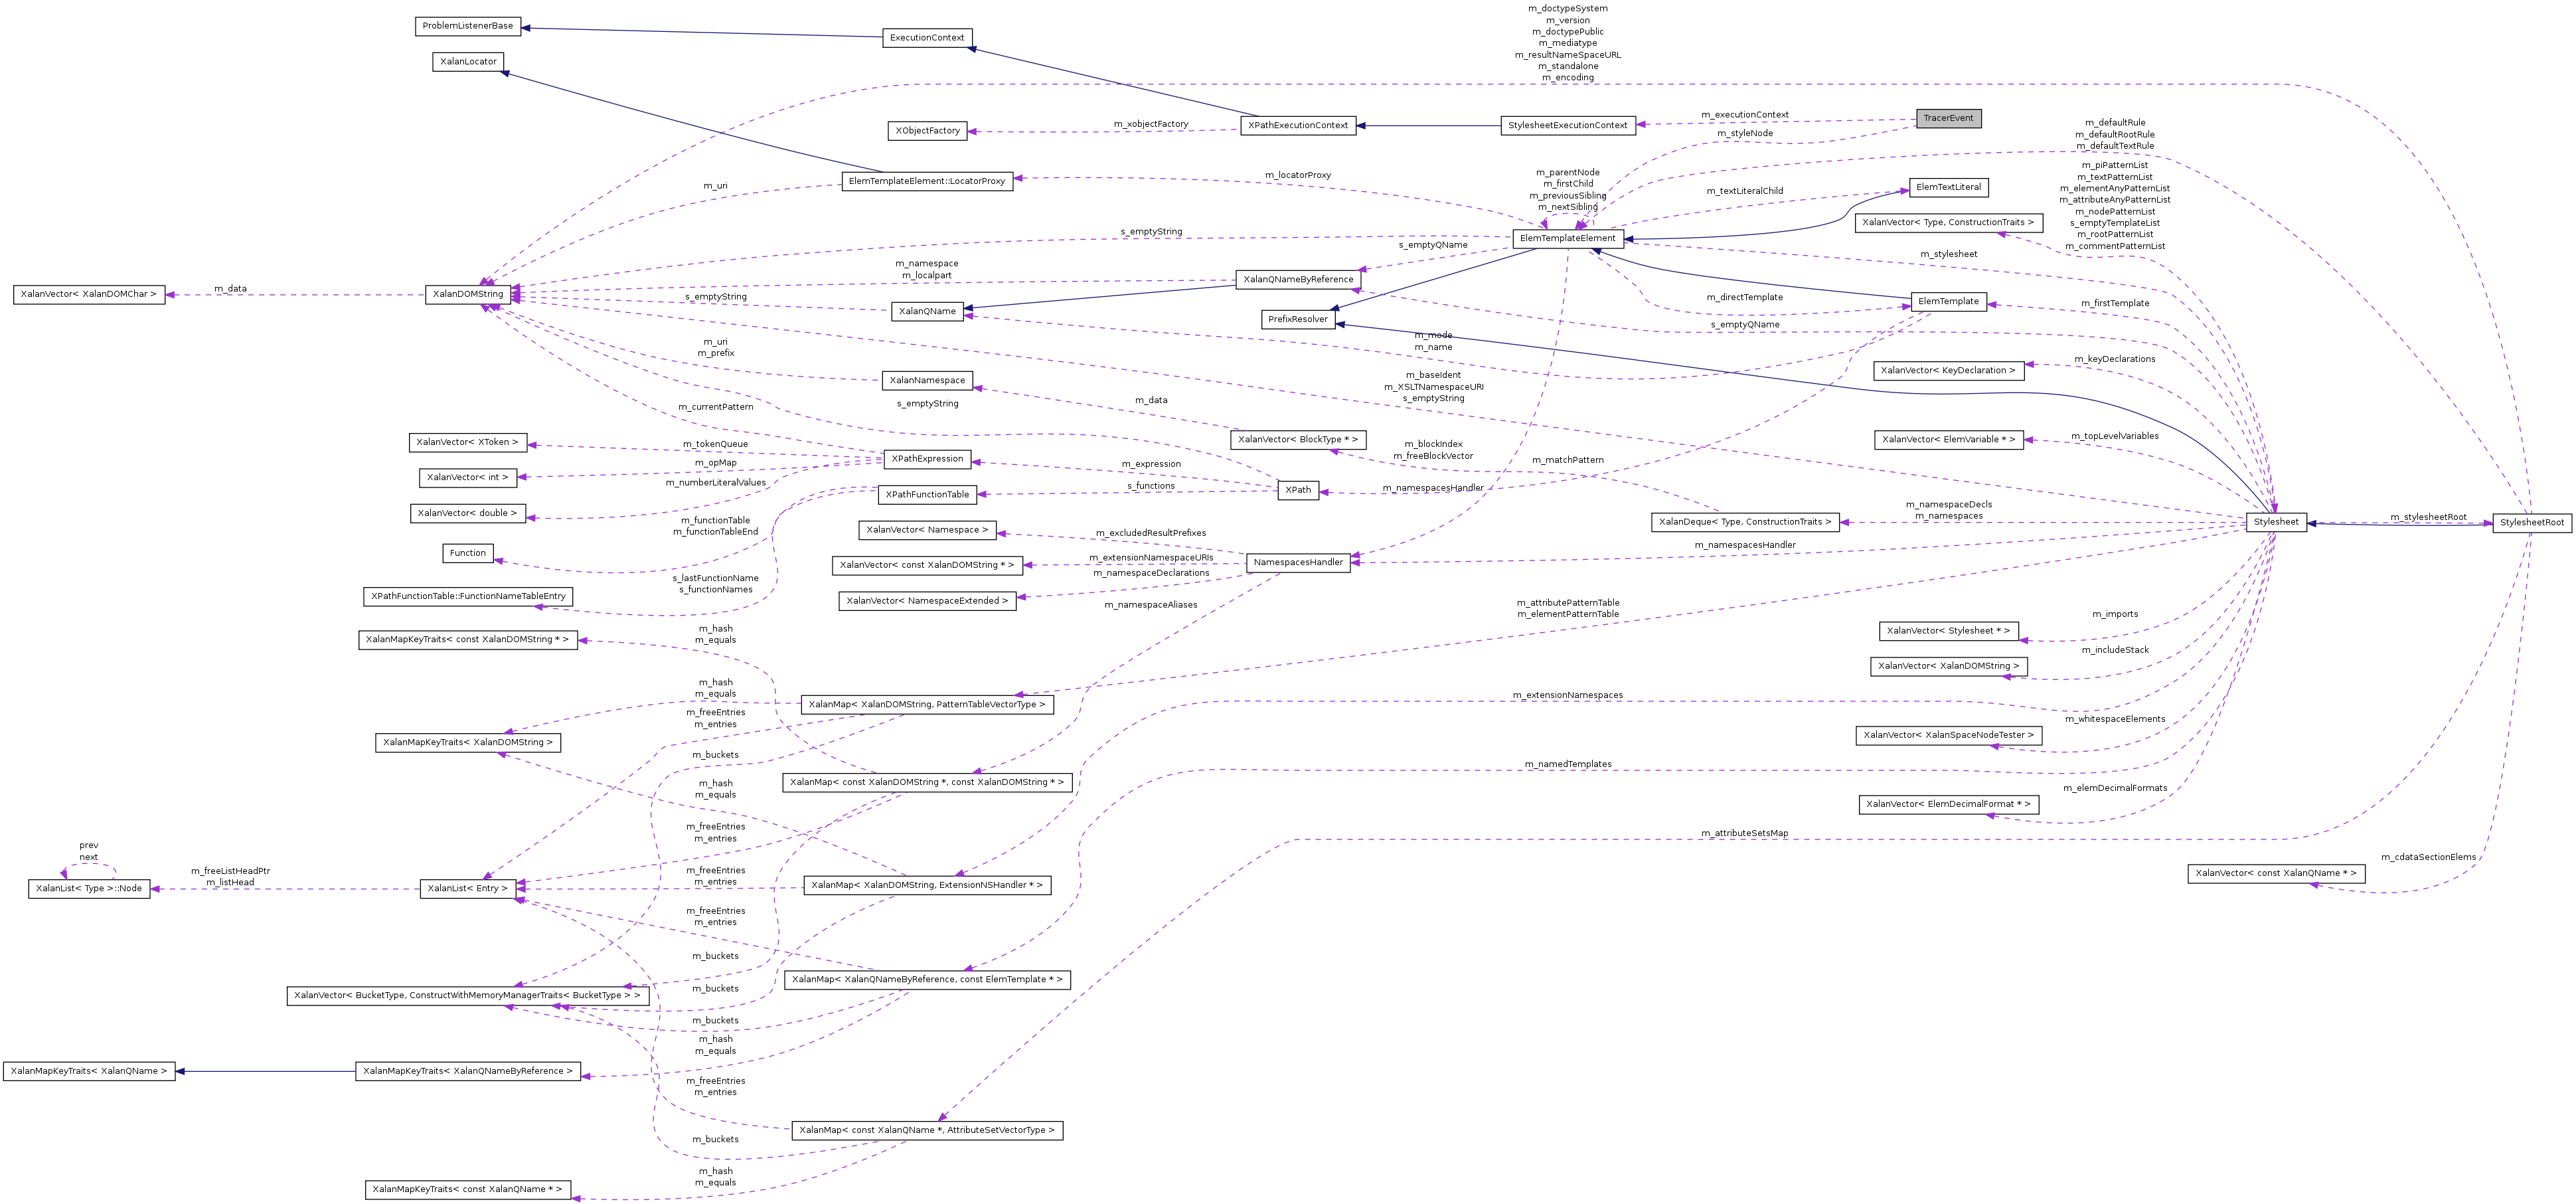 m_doctypeSystem
m_version
m_doctypePublic
m_mediatype
m_resultNameSpaceURL
m_standalone
m_encoding
ProblemListenerBase
ExecutionContext
XalanLocator
XObjectFactory
m_xobjectFactory
XPathExecutionContext
StylesheetExecutionContext
m_executionContext
TracerEvent
m_styleNode
m_defaultRule
m_defaultRootRule
m_defaultTextRule
m_uri
ElemTemplateElement::LocatorProxy
m_locatorProxy
m_parentNode
m_firstChild
m_previousSibling
m_nextSibling
m_textLiteralChild
ElemTextLiteral
m_piPatternList
m_textPatternList
m_elementAnyPatternList
m_attributeAnyPatternList
m_nodePatternList
s_emptyTemplateList
m_rootPatternList
m_commentPatternList
XalanVector< Type, ConstructionTraits >
s_emptyString
ElemTemplateElement
s_emptyQName
m_stylesheet
m_namespace
m_localpart
XalanQNameByReference
XalanVector< XalanDOMChar >
m_data
XalanDOMString
s_emptyString
XalanQName
PrefixResolver
m_directTemplate
ElemTemplate
m_firstTemplate
s_emptyQName
m_uri
m_prefix
m_mode
m_name
XalanNamespace
m_baseIdent
m_XSLTNamespaceURI
s_emptyString
XalanVector< KeyDeclaration >
m_keyDeclarations
m_currentPattern
s_emptyString
m_data
XalanVector< XToken >
m_tokenQueue
XalanVector< BlockType * >
m_blockIndex
m_freeBlockVector
XalanVector< ElemVariable * >
m_topLevelVariables
XalanVector< int >
m_opMap
XPathExpression
m_expression
m_matchPattern
m_numberLiteralValues
XPathFunctionTable
s_functions
XPath
m_namespacesHandler
XalanVector< double >
m_functionTable
m_functionTableEnd
XalanVector< Namespace >
m_excludedResultPrefixes
XalanDeque< Type, ConstructionTraits >
m_namespaceDecls
m_namespaces
Stylesheet
m_stylesheetRoot
StylesheetRoot
Function
XalanVector< const XalanDOMString * >
m_extensionNamespaceURIs
NamespacesHandler
m_namespacesHandler
s_lastFunctionName
s_functionNames
m_namespaceDeclarations
XPathFunctionTable::FunctionNameTableEntry
XalanVector< NamespaceExtended >
m_namespaceAliases
m_attributePatternTable
m_elementPatternTable
m_imports
XalanMapKeyTraits< const XalanDOMString * >
m_hash
m_equals
XalanVector< Stylesheet * >
m_includeStack
XalanVector< XalanDOMString >
m_hash
m_equals
XalanMap< XalanDOMString, PatternTableVectorType >
m_extensionNamespaces
m_freeEntries
m_entries
m_whitespaceElements
XalanMapKeyTraits< XalanDOMString >
XalanVector< XalanSpaceNodeTester >
m_buckets
m_namedTemplates
m_hash
m_equals
XalanMap< const XalanDOMString *, const XalanDOMString * >
m_elemDecimalFormats
XalanVector< ElemDecimalFormat * >
m_freeEntries
m_entries
m_attributeSetsMap
prev
next
m_cdataSectionElems
XalanList< Type >::Node
m_freeListHeadPtr
m_listHead
XalanList< Entry >
m_freeEntries
m_entries
XalanMap< XalanDOMString, ExtensionNSHandler * >
XalanVector< const XalanQName * >
m_freeEntries
m_entries
m_buckets
XalanMap< XalanQNameByReference, const ElemTemplate * >
XalanVector< BucketType, ConstructWithMemoryManagerTraits< BucketType > >
m_buckets
m_buckets
m_hash
m_equals
XalanMapKeyTraits< XalanQName >
XalanMapKeyTraits< XalanQNameByReference >
m_freeEntries
m_entries
XalanMap< const XalanQName *, AttributeSetVectorType >
m_buckets
m_hash
m_equals
XalanMapKeyTraits< const XalanQName * >